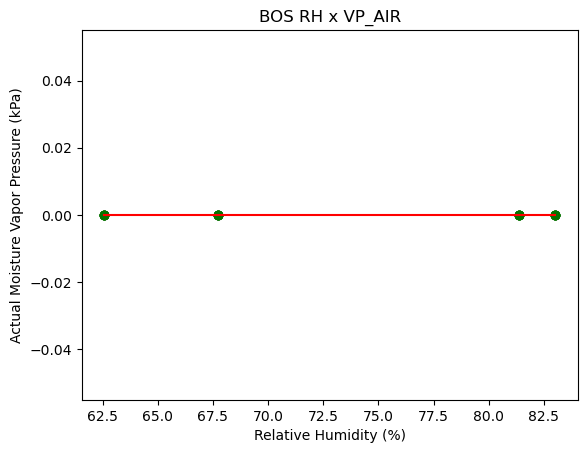 BOS RH x VP_AIR
Actual Moisture Vapor Pressure (kPa)
0.04
0.02
0.00
−0.02
−0.04
62.5 65.0 67.5 70.0 72.5 75.0 77.5 80.0 82.5
Relative Humidity (%)